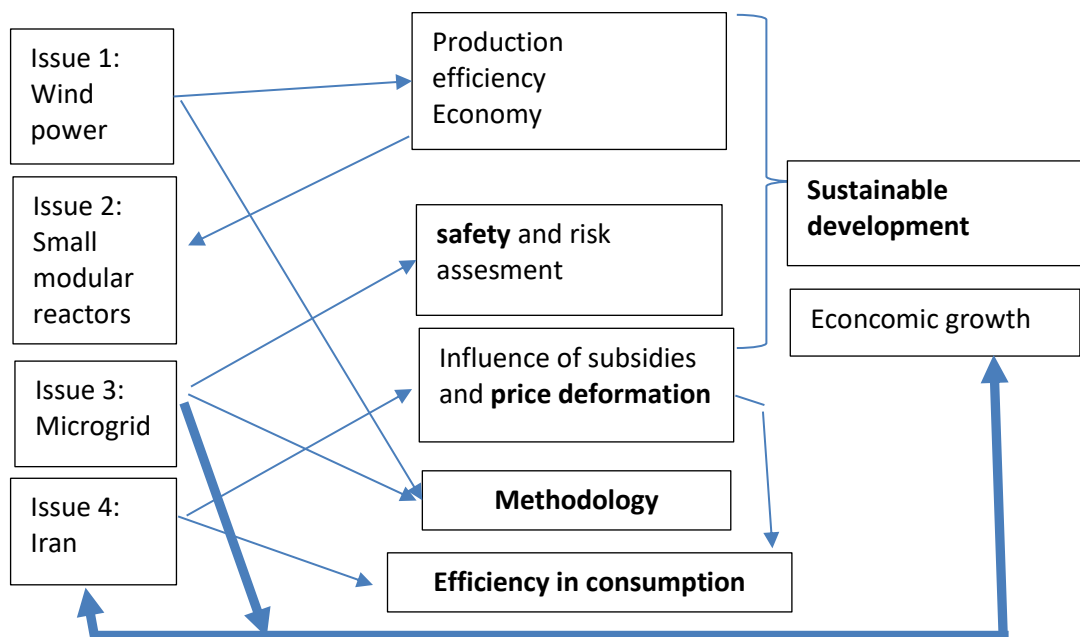 Issue 1:
Wind
power
Issue 2:
Small
modular
reactors
Issue 3:
Microgrid
Issue 4:
Iran
Production
efficiency
Economy
safety and risk
assesment
Influence of subsidies
and price deformation
Methodology
Efficiency in consumption
Sustainable
development
Econcomic growth